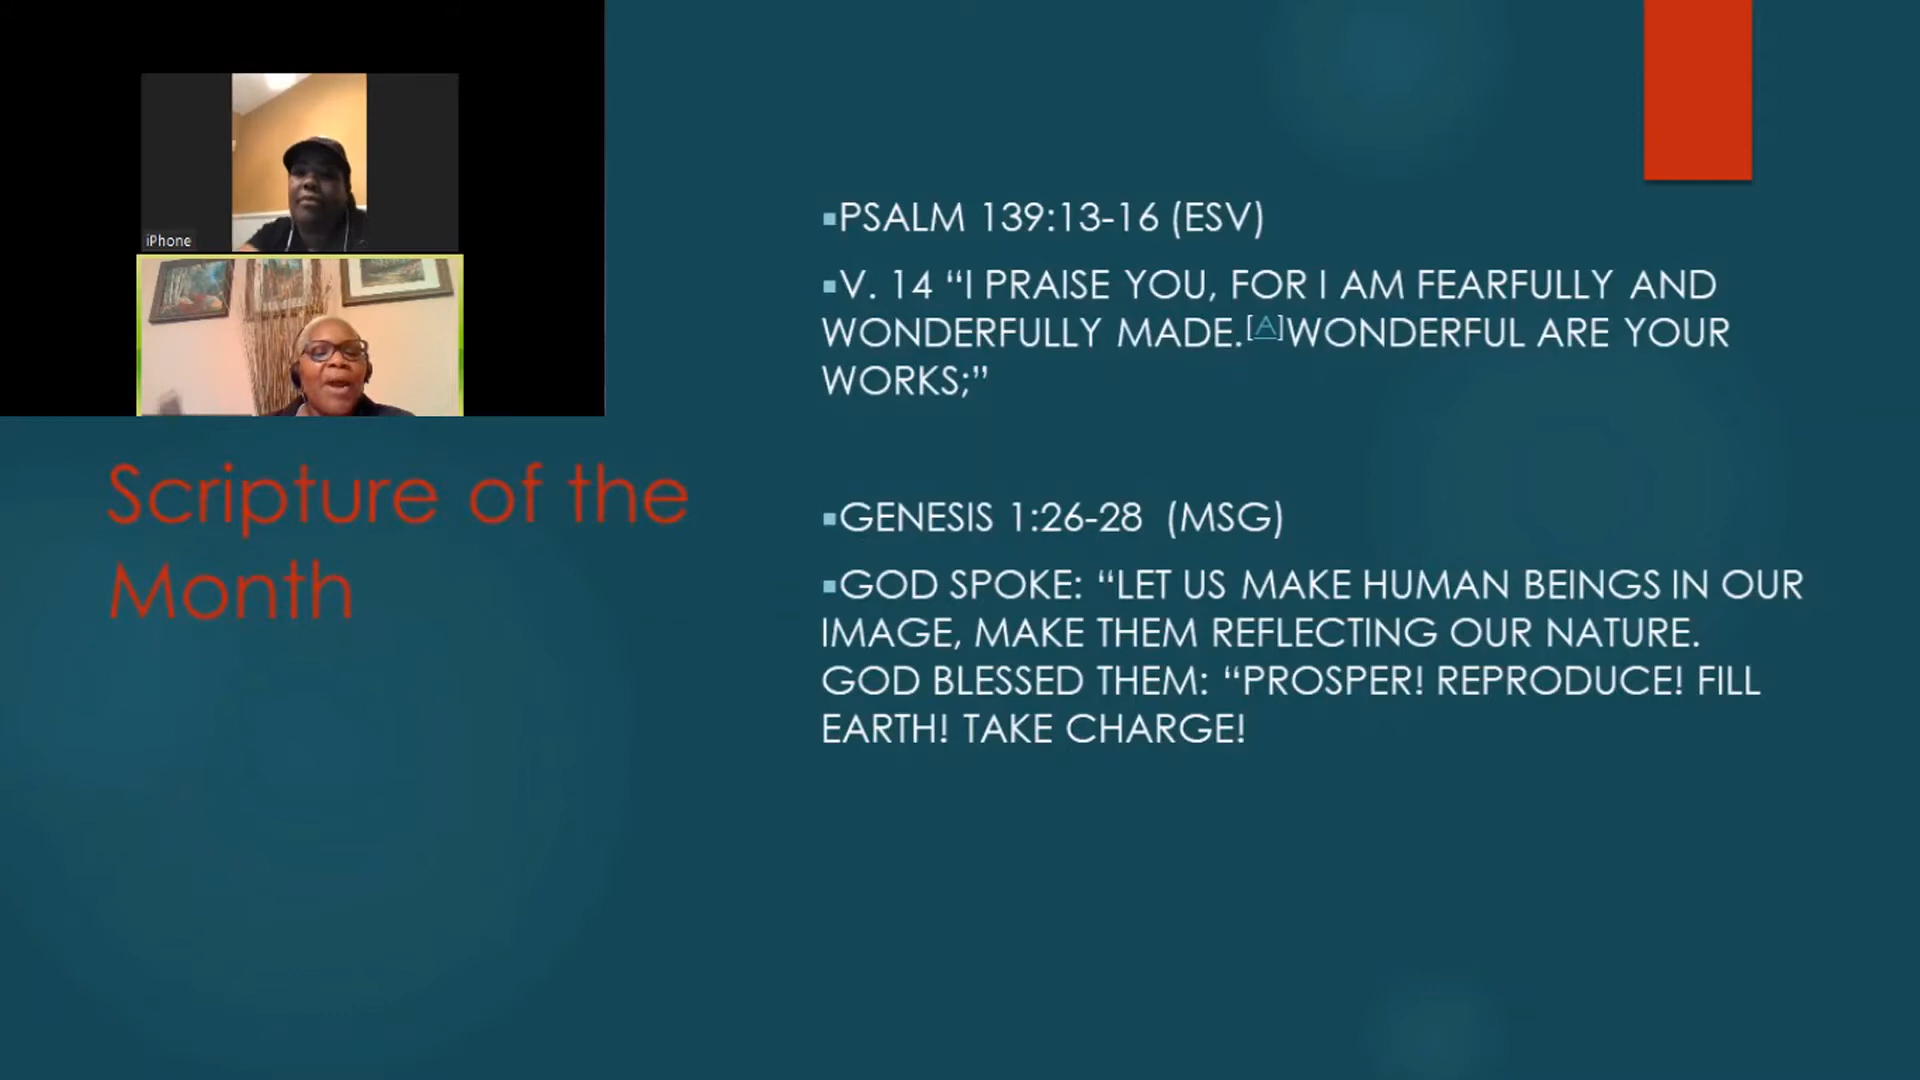 iPhone
Scripture of the
Month
▪PSALM 139:13-16 (ESV)
▪V. 14 “I PRAISE YOU, FOR I AM FEARFULLY AND
WONDERFULLY MADE.[A]WONDERFUL ARE YOUR
WORKS;”
▪GENESIS 1:26-28 (MSG)
▪GOD SPOKE: “LET US MAKE HUMAN BEINGS IN OUR
IMAGE, MAKE THEM REFLECTING OUR NATURE.
GOD BLESSED THEM: “PROSPER! REPRODUCE! FILL
EARTH! TAKE CHARGE!